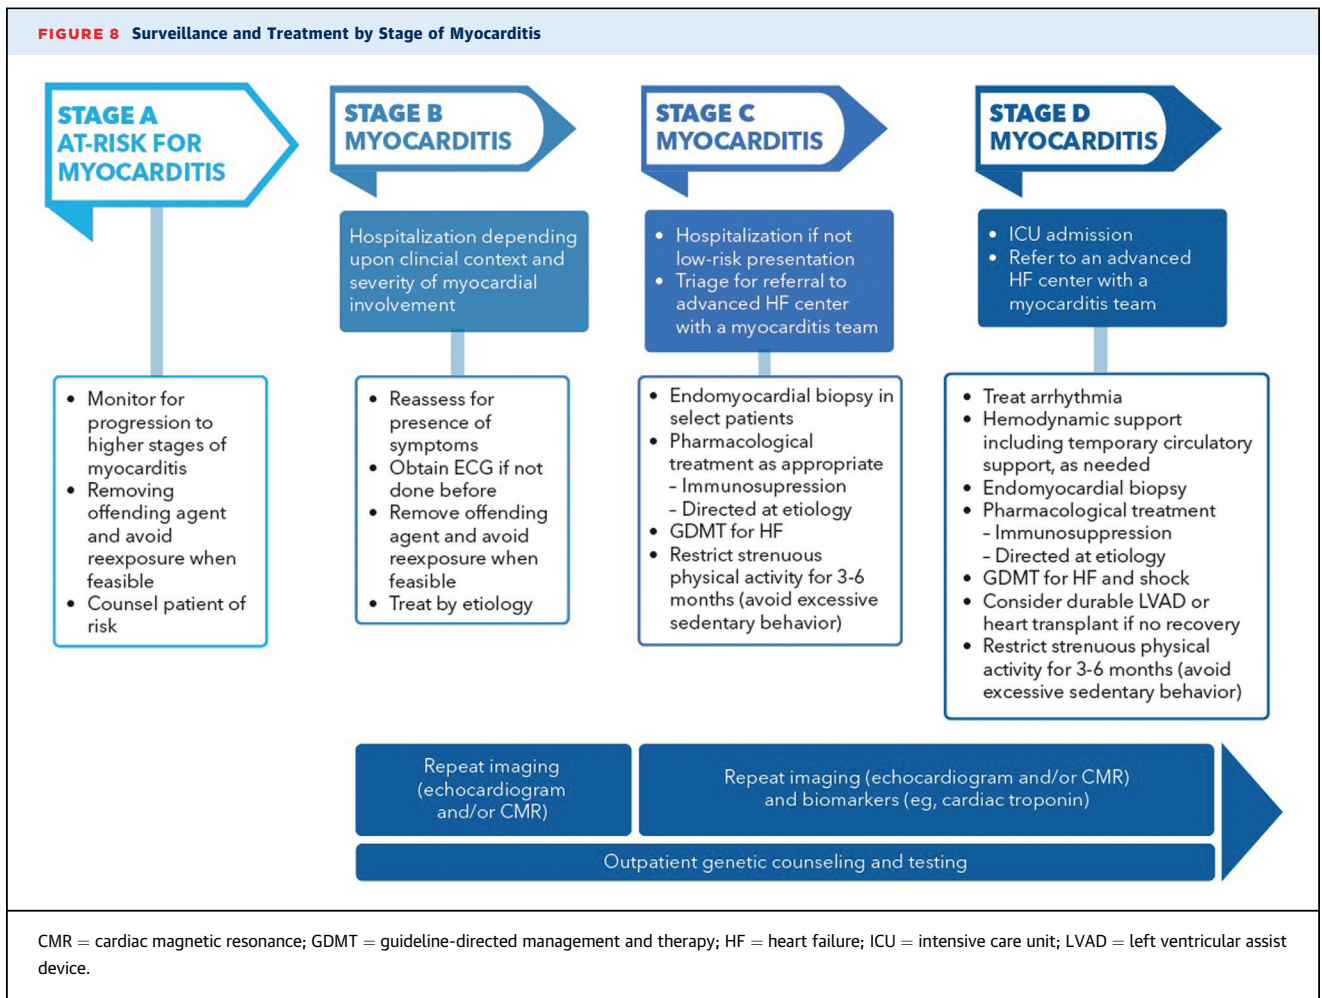 FIGURE 8 Surveillance and Treatment by Stage of Myocarditis
STAGE A
AT-RISK FOR
MYOCARDITIS
• Monitor for
progression to
higher stages of
myocarditis
• Removing
offending agent
and avoid
reexposure when
feasible
• Counsel patient of
risk
STAGE B
MYOCARDITIS
Hospitalization depending
upon clincial context and
severity of myocardial
involvement
• Reassess for
presence of
symptoms
• Obtain ECG if not
done before
• Remove offending
agent and avoid
reexposure when
feasible
• Treat by etiology
STAGE C
MYOCARDITIS
• Hospitalization if not
low-risk presentation
• Triage for referral to
advanced HF center
with a myocarditis team
• Endomyocardial biopsy in
select patients
• Pharmacological
treatment as appropriate
– Immunosupression
– Directed at etiology
• GDMT for HF
• Restrict strenuous
physical activity for 3-6
months (avoid excessive
sedentary behavior)
STAGE D
MYOCARDITIS
• ICU admission
• Refer to an advanced
HF center with a
myocarditis team
• Treat arrhythmia
• Hemodynamic support
including temporary circulatory
support, as needed
• Endomyocardial biopsy
• Pharmacological treatment
– Immunosuppression
– Directed at etiology
• GDMT for HF and shock
• Consider durable LVAD or
heart transplant if no recovery
• Restrict strenuous physical
activity for 3-6 months (avoid
excessive sedentary behavior)
Repeat imaging
(echocardiogram
and/or CMR)
Repeat imaging (echocardiogram and/or CMR)
and biomarkers (eg, cardiac troponin)
Outpatient genetic counseling and testing
CMR = cardiac magnetic resonance; GDMT = guideline-directed management and therapy; HF = heart failure; ICU = intensive care unit; LVAD = left ventricular assist
device.